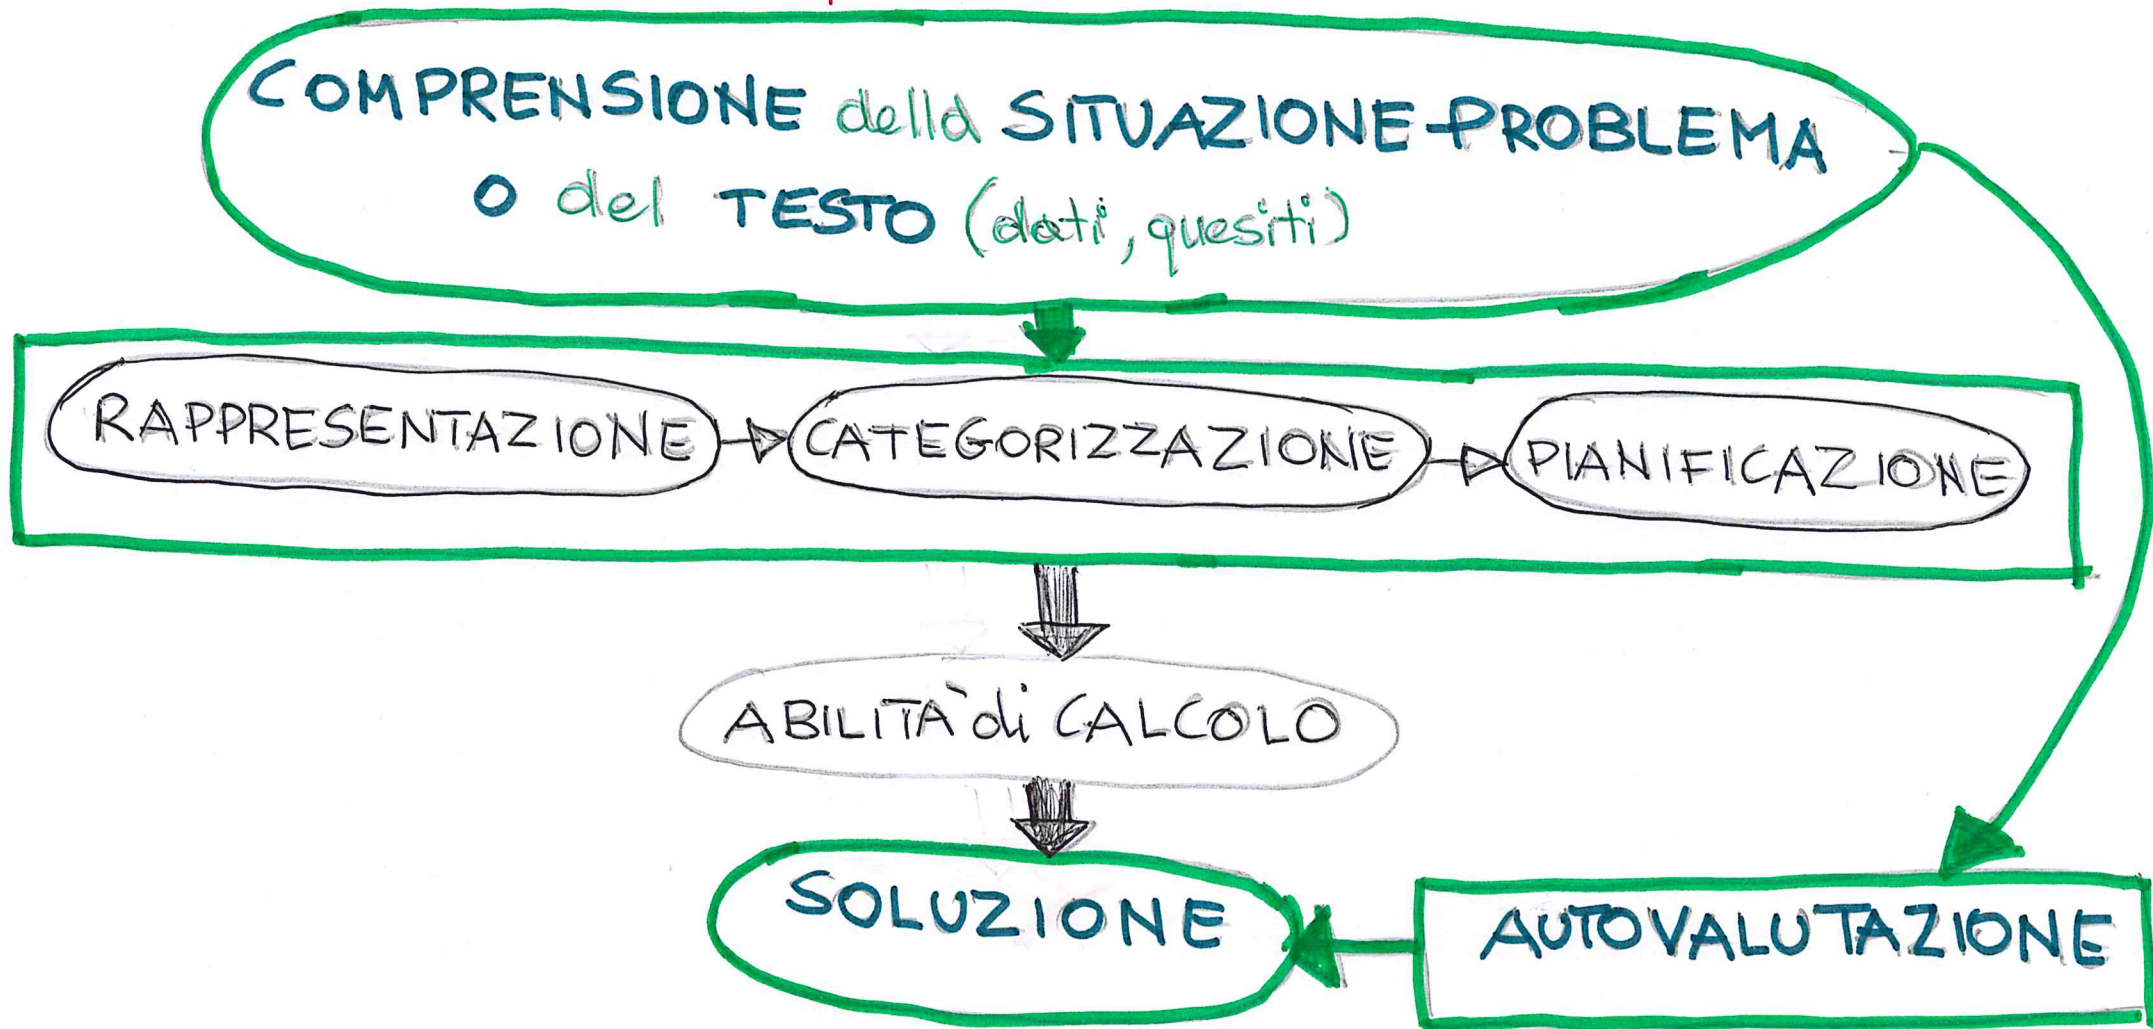 COMPRENSIONE della SITUAZIONE-PROBLEMA
O del TESTO (dati, quesiti)
RAPPRESENTAZIONE
CATEGORIZZAZIONE
PIANIFICAZIONE
ABILITÀ di CALCOLO
SOLUZIONE
AUTOVALUTAZIONE